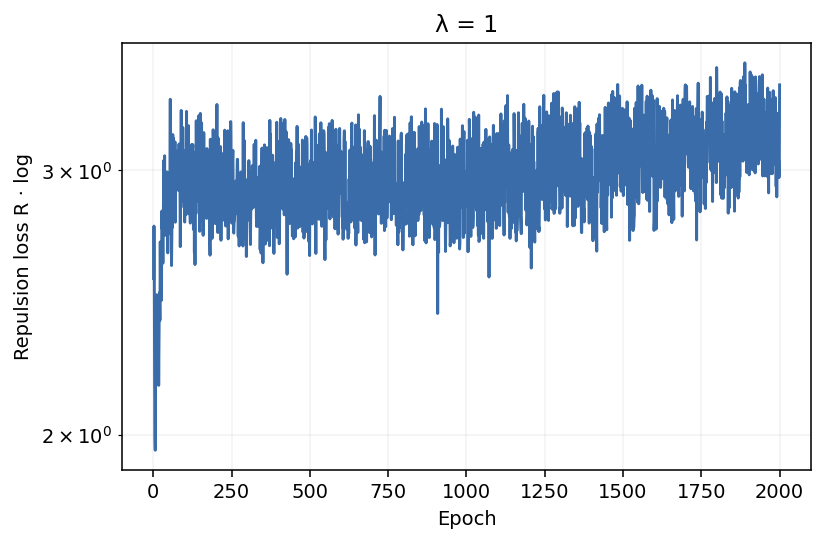 λ = 1
Repulsion loss R · log
3 × 10⁰
2 × 10⁰
0 250 500 750 1000 1250 1500 1750 2000
Epoch